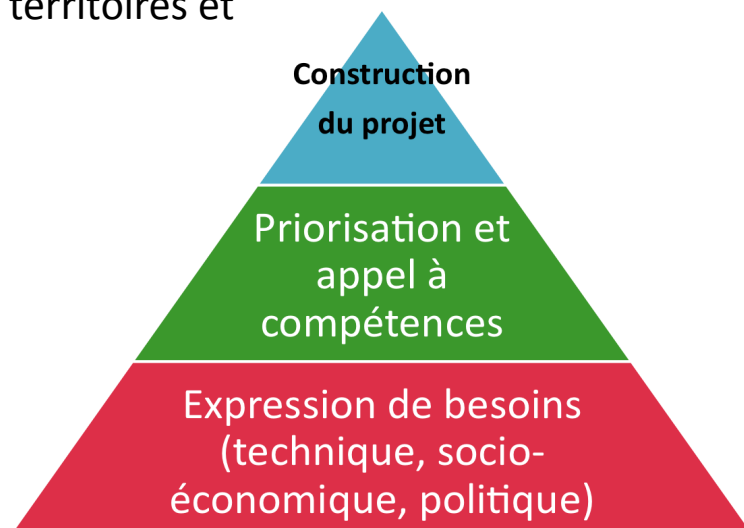 territoires et
Construction
du projet
Priorisation et
appel à
compétences
Expression de besoins
(technique, socio-
économique, politique)